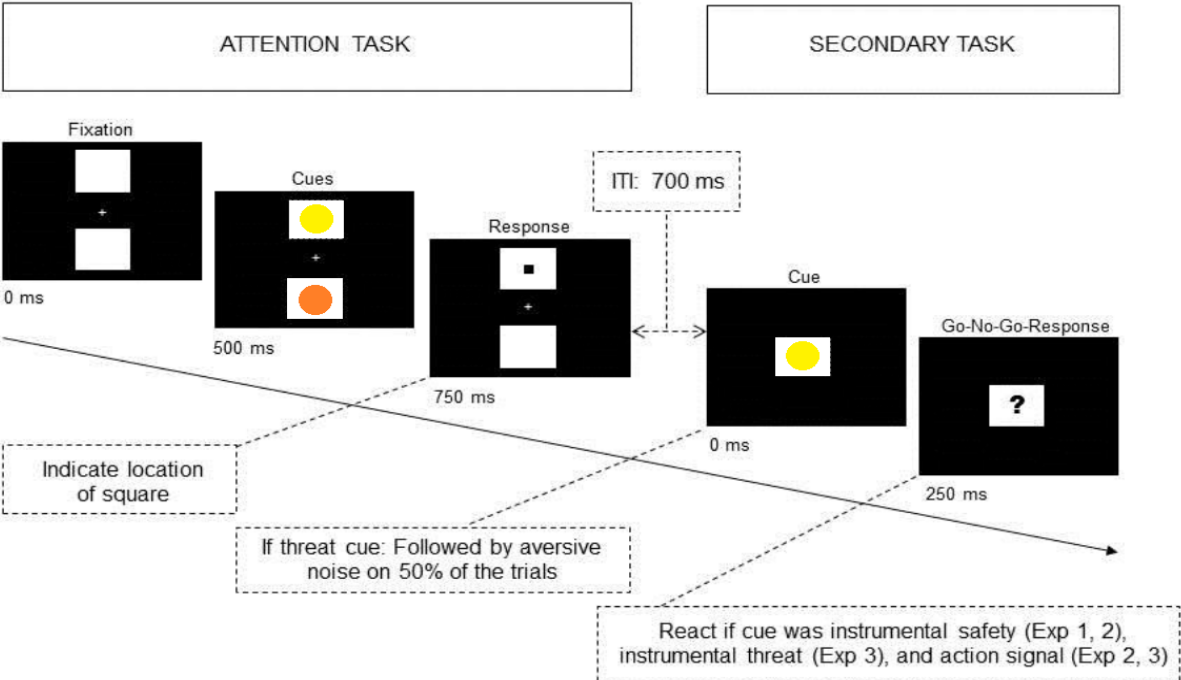 ATTENTION TASK
SECONDARY TASK
Fixation
Cues
Response
ITI: 700 ms
Cue
Go-No-Go-Response
?
0 ms
500 ms
750 ms
0 ms
250 ms
Indicate location
of square
If threat cue: Followed by aversive
noise on 50% of the trials
React if cue was instrumental safety (Exp 1, 2),
instrumental threat (Exp 3), and action signal (Exp 2, 3)